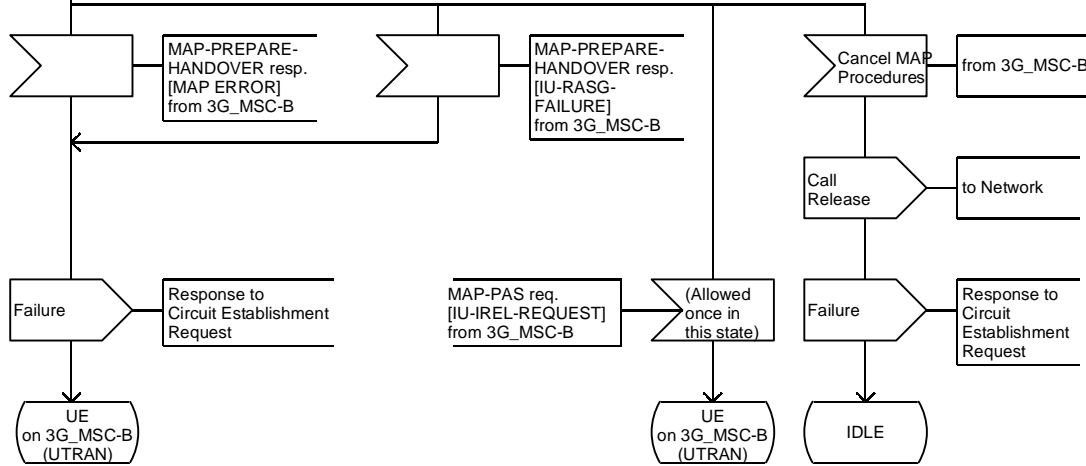 MAP-PREPARE-
HANDOVER resp.
[MAP ERROR]
from 3G_MSC-B
MAP-PREPARE-
HANDOVER resp.
[IU-RASG-
FAILURE]
from 3G_MSC-B
Cancel MAP
Procedures
from 3G_MSC-B
Call
Release
to Network
Failure
Response to
Circuit Establishment
Request
MAP-PAS req.
[IU-IREL-REQUEST]
from 3G_MSC-B
(Allowed
once in
this state)
Failure
Response to
Circuit
Establishment
Request
UE
on 3G_MSC-B
(UTRAN)
UE
on 3G_MSC-B
(UTRAN)
IDLE